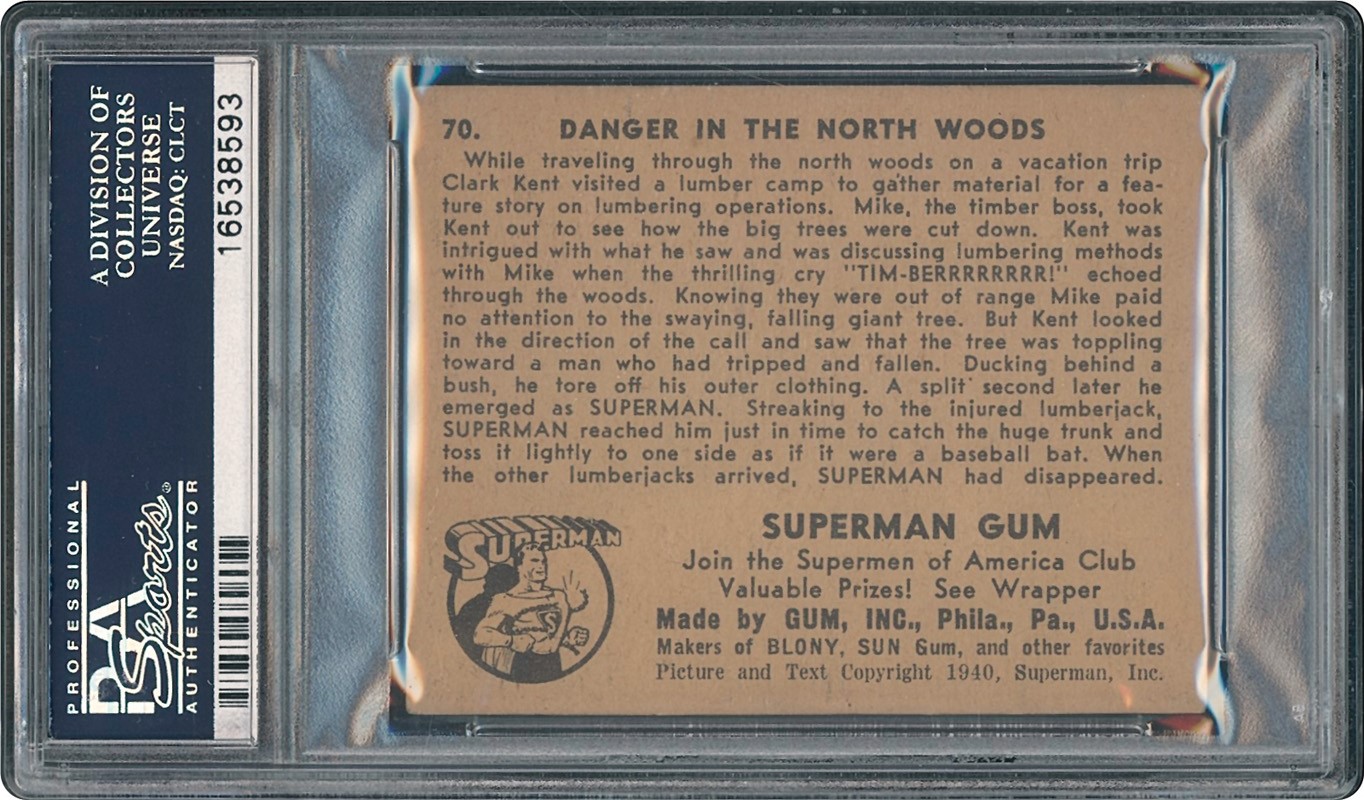 A DIVISION OF
COLLECTORS
UNIVERSE
NASDAQ: CLCT
16538593
PROFESSIONAL
PSA
Sports®
AUTHENTICATOR
70. DANGER IN THE NORTH WOODS
While traveling through the north woods on a vacation trip
Clark Kent visited a lumber camp to gather material for a fea-
ture story on lumbering operations. Mike, the timber boss, took
Kent out to see how the big trees were cut down. Kent was
intrigued with what he saw and was discussing lumbering methods
with Mike when the thrilling cry "TIM-BERRRRRRRR!" echoed
through the woods. Knowing they were out of range Mike paid
no attention to the swaying, falling giant tree. But Kent looked
in the direction of the call and saw that the tree was toppling
toward a man who had tripped and fallen. Ducking behind a
bush, he tore off his outer clothing. A split second later he
emerged as SUPERMAN. Streaking to the injured lumberjack,
SUPERMAN reached him just in time to catch the huge trunk and
toss it lightly to one side as if it were a baseball bat. When
the other lumberjacks arrived, SUPERMAN had disappeared.
SUPERMAN
S
SUPERMAN GUM
Join the Supermen of America Club
Valuable Prizes! See Wrapper
Made by GUM, INC., Phila., Pa., U.S.A.
Makers of BLONY, SUN Gum, and other favorites
Picture and Text Copyright 1940, Superman, Inc.